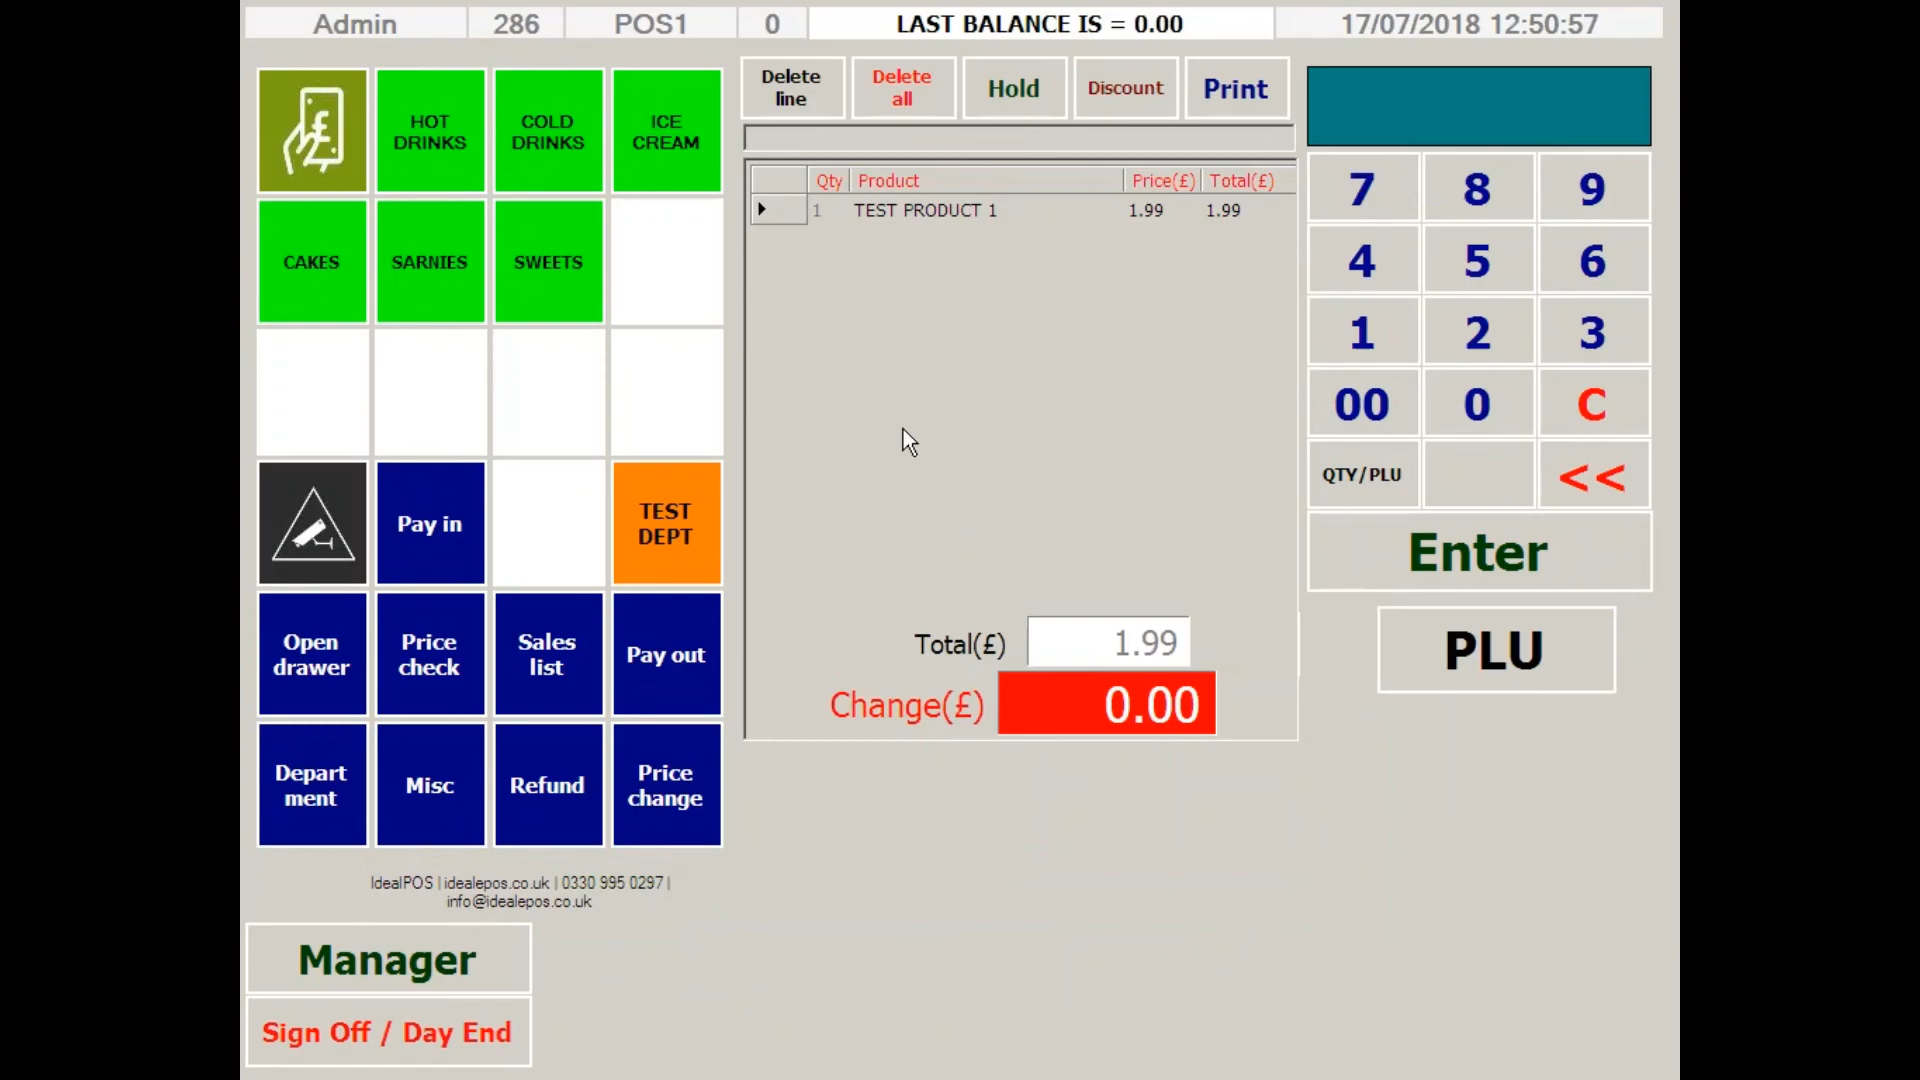 Admin 286 POS1 0 LAST BALANCE IS = 0.00 17/07/2018 12:50:57
£
HOT
DRINKS
COLD
DRINKS
ICE
CREAM
CAKES
SARNIES
SWEETS
Pay in
TEST
DEPT
Open
drawer
Price
check
Sales
list
Pay out
Depart
ment
Misc
Refund
Price
change
IdealPOS | idealepos.co.uk | 0330 995 0297 |
info@idealepos.co.uk
Manager
Sign Off / Day End
Delete
line
Delete
all
Hold
Discount
Print
Qty Product Price(£) Total(£)
1 TEST PRODUCT 1 1.99 1.99
Total(£) 1.99
Change(£) 0.00
7 8 9
4 5 6
1 2 3
00 0 C
QTY/PLU <<
Enter
PLU